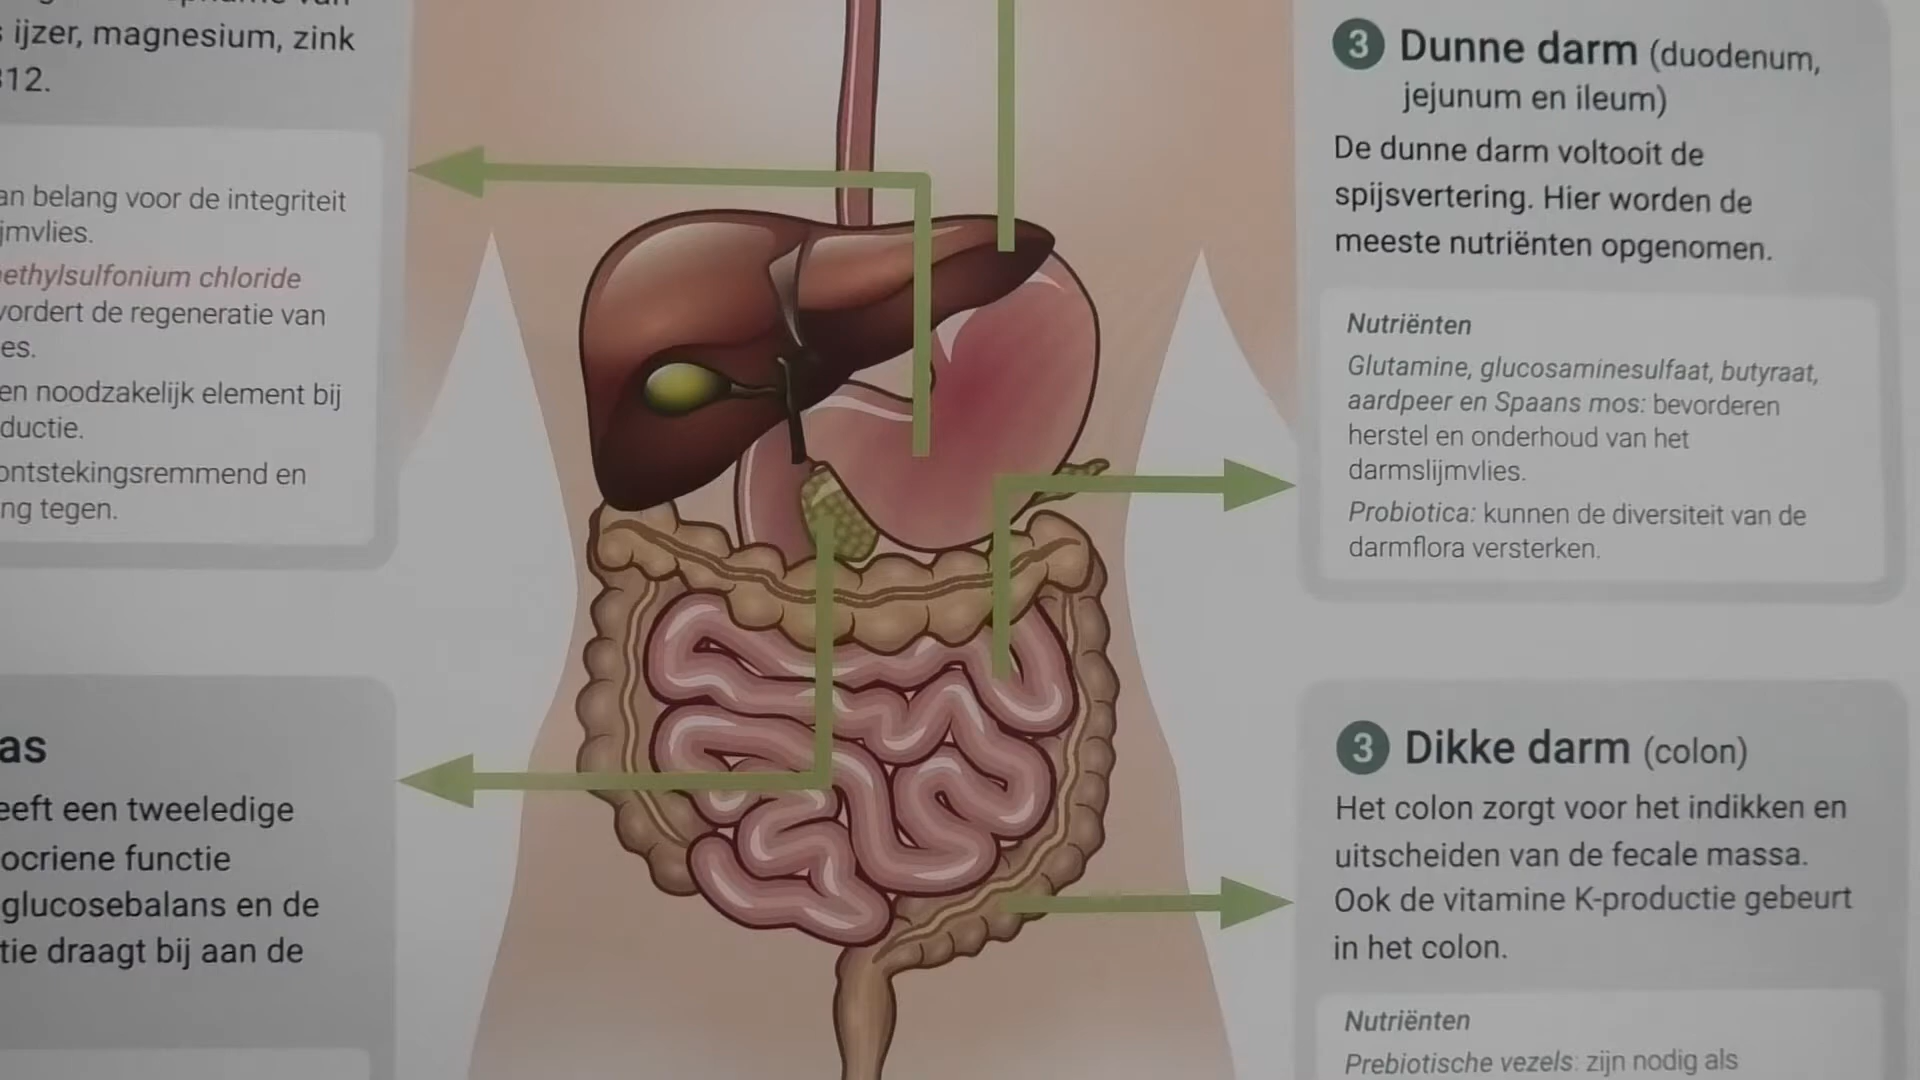 ijzer, magnesium, zink
12.
belang voor de integriteit
jmvlies.
ethylsulfonium chloride
vordert de regeneratie van
es.
en noodzakelijk element bij
ductie.
ontstekingsremmend en
ng tegen.
as
eeft een tweeledige
ocriene functie
glucosebalans en de
tie draagt bij aan de
3 Dunne darm (duodenum,
jejunum en ileum)
De dunne darm voltooit de
spijsvertering. Hier worden de
meeste nutriënten opgenomen.
Nutriënten
Glutamine, glucosaminesulfaat, butyraat,
aardpeer en Spaans mos: bevorderen
herstel en onderhoud van het
darmslijmvlies.
Probiotica: kunnen de diversiteit van de
darmflora versterken.
3 Dikke darm (colon)
Het colon zorgt voor het indikken en
uitscheiden van de fecale massa.
Ook de vitamine K-productie gebeurt
in het colon.
Nutriënten
Prebiotische vezels: zijn nodig als